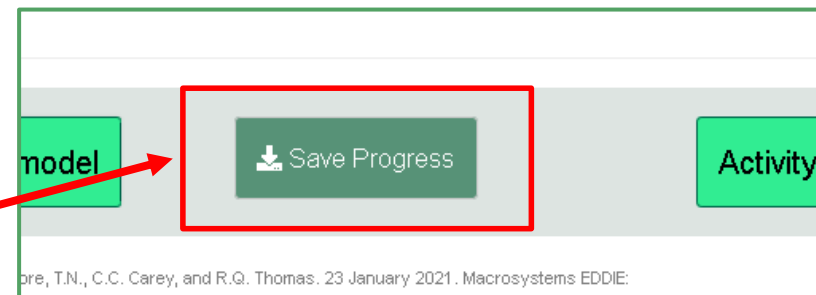 model
Save Progress
Activity
ore, T.N., C.C. Carey, and R.Q. Thomas. 23 January 2021. Macrosystems EDDIE: